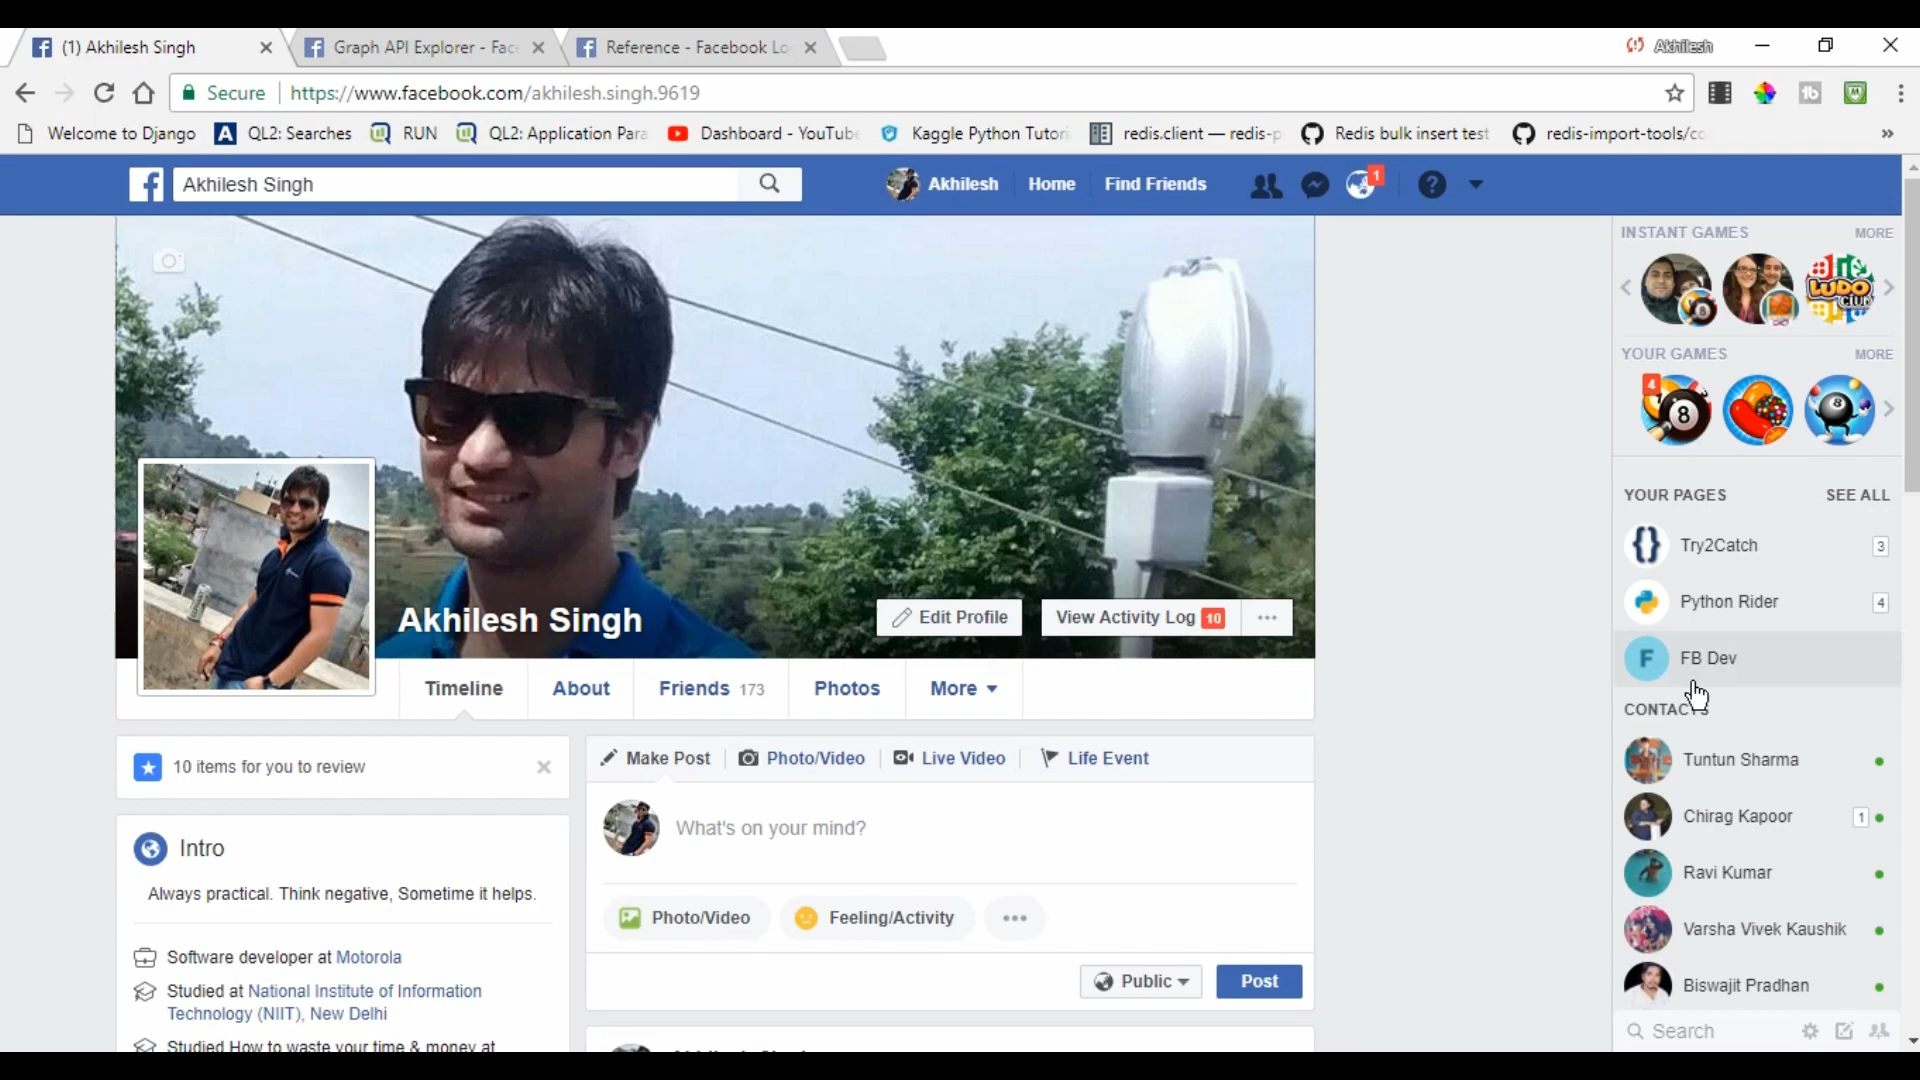 (1) Akhilesh Singh
Graph API Explorer - Fac
Reference - Facebook Lo
Akhilesh
Secure
https://www.facebook.com/akhilesh.singh.9619
Welcome to Django
QL2: Searches
RUN
QL2: Application Para
Dashboard - YouTube
Kaggle Python Tutori
redis.client — redis-p
Redis bulk insert test
redis-import-tools/cc
Akhilesh Singh
Akhilesh
Home
Find Friends
1
INSTANT GAMES
MORE
LUDO
CLUB
YOUR GAMES
MORE
4
8
8
Akhilesh Singh
Edit Profile
View Activity Log 10
Timeline
About
Friends 173
Photos
More
YOUR PAGES
SEE ALL
Try2Catch
3
Python Rider
4
F
FB Dev
CONTACTS
Tuntun Sharma
Chirag Kapoor
1
Ravi Kumar
Varsha Vivek Kaushik
Biswajit Pradhan
Search
10 items for you to review
Intro
Always practical. Think negative, Sometime it helps.
Software developer at Motorola
Studied at National Institute of Information
Technology (NIIT), New Delhi
Studied How to waste your time & money at
Make Post
Photo/Video
Live Video
Life Event
What's on your mind?
Photo/Video
Feeling/Activity
Public
Post